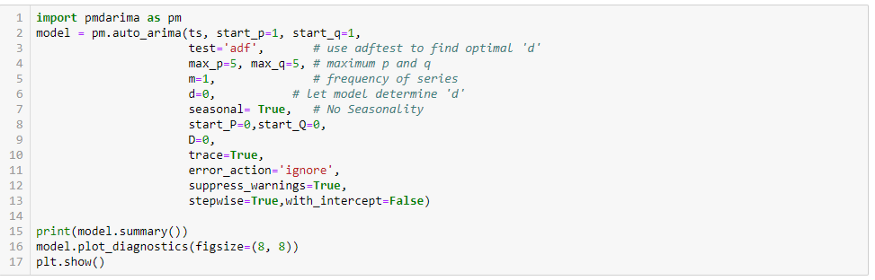 1 import pmdarima as pm
2 model = pm.auto_arima(ts, start_p=1, start_q=1,
3 test='adf', # use adftest to find optimal 'd'
4 max_p=5, max_q=5, # maximum p and q
5 m=1, # frequency of series
6 d=0, # let model determine 'd'
7 seasonal= True, # No Seasonality
8 start_P=0,start_Q=0,
9 D=0,
10 trace=True,
11 error_action='ignore',
12 suppress_warnings=True,
13 stepwise=True,with_intercept=False)
14
15 print(model.summary())
16 model.plot_diagnostics(figsize=(8, 8))
17 plt.show()